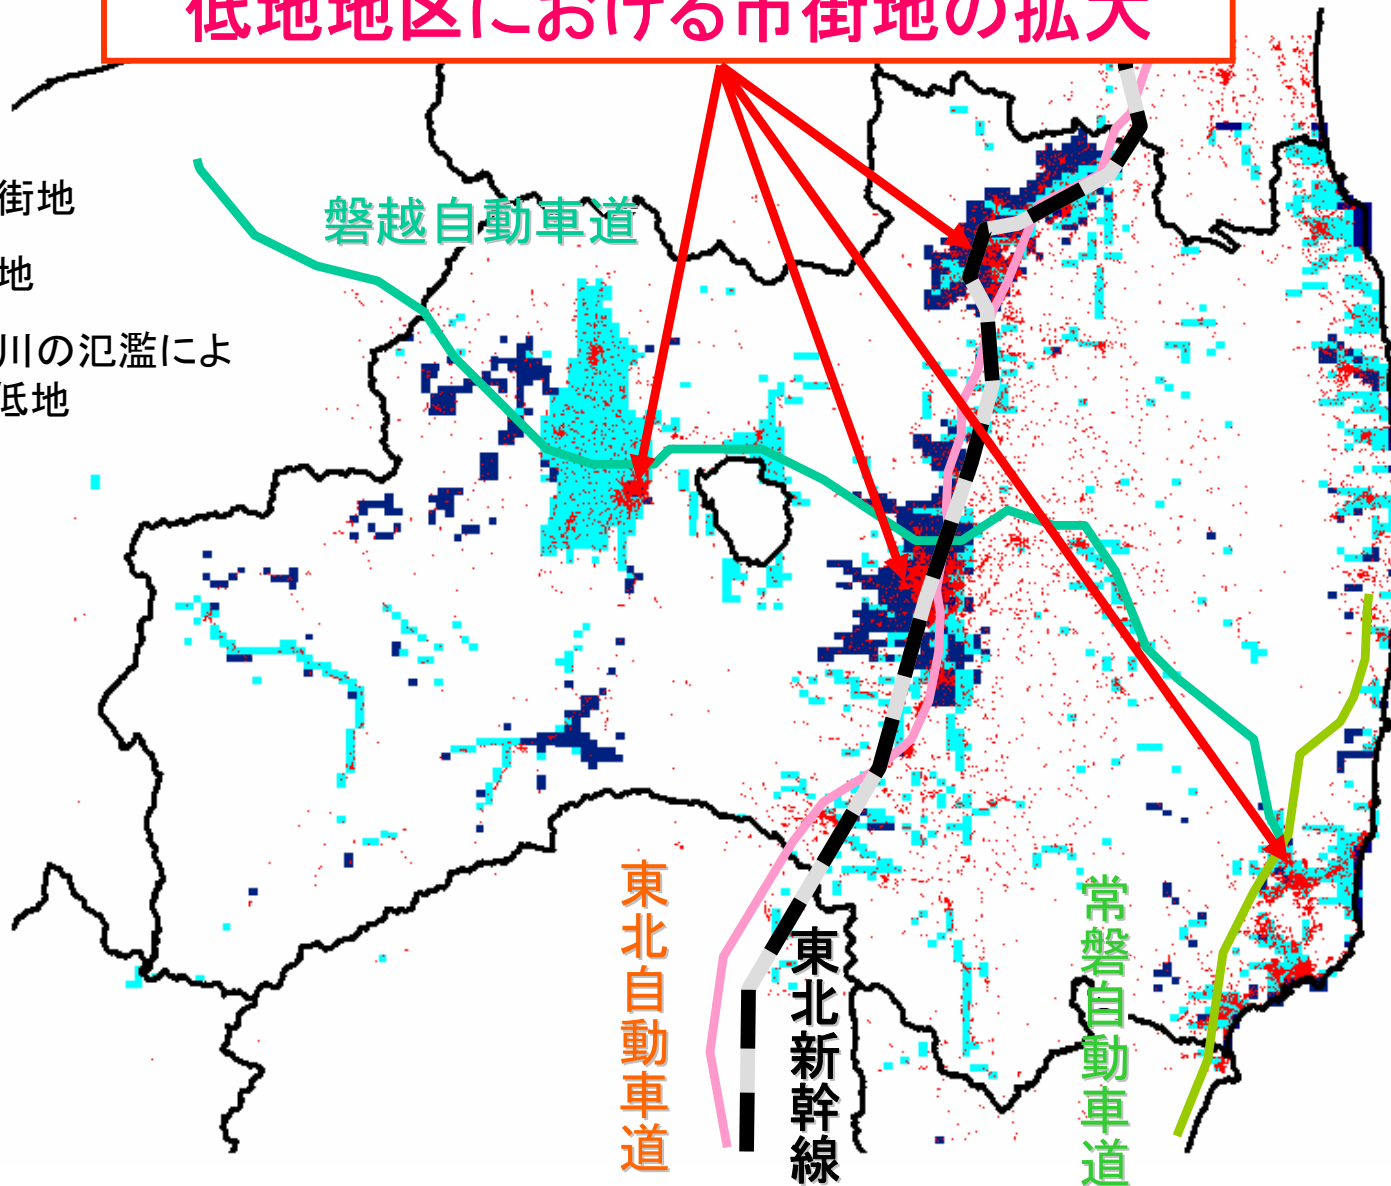 低地地区における市街地の拡大
磐越自動車道
街地
地
川の氾濫によ
低地
東北自動車道
東北新幹線
常磐自動車道